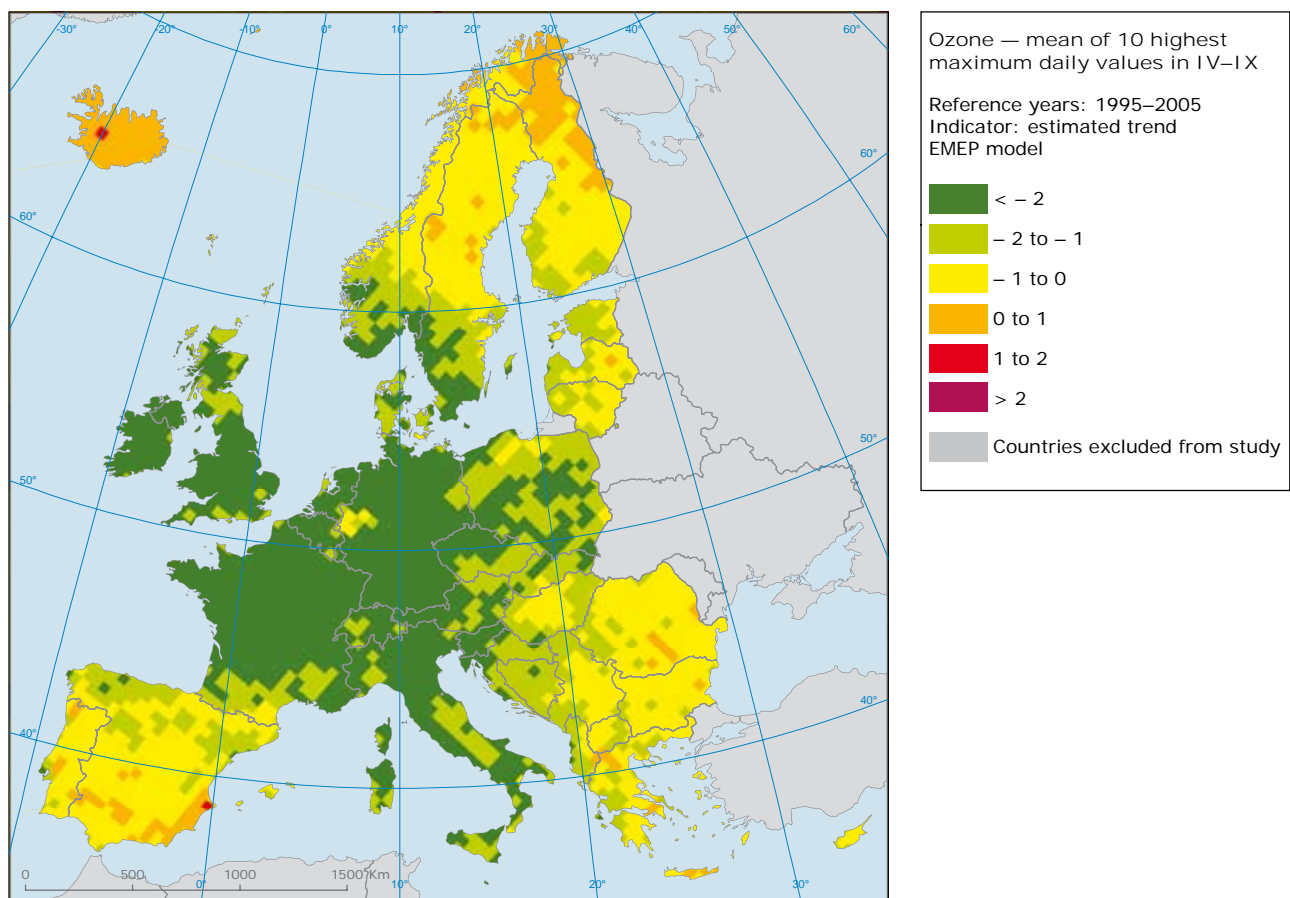 -30° -20° -10° 0° 10° 20° 30° 40° 50° 60°
60°
60°
50°
50°
40°
40°
0 500 1000 1500 Km
0° 10° 20° 30°
Ozone — mean of 10 highest
maximum daily values in IV–IX
Reference years: 1995–2005
Indicator: estimated trend
EMEP model
< – 2
– 2 to – 1
– 1 to 0
0 to 1
1 to 2
> 2
Countries excluded from study